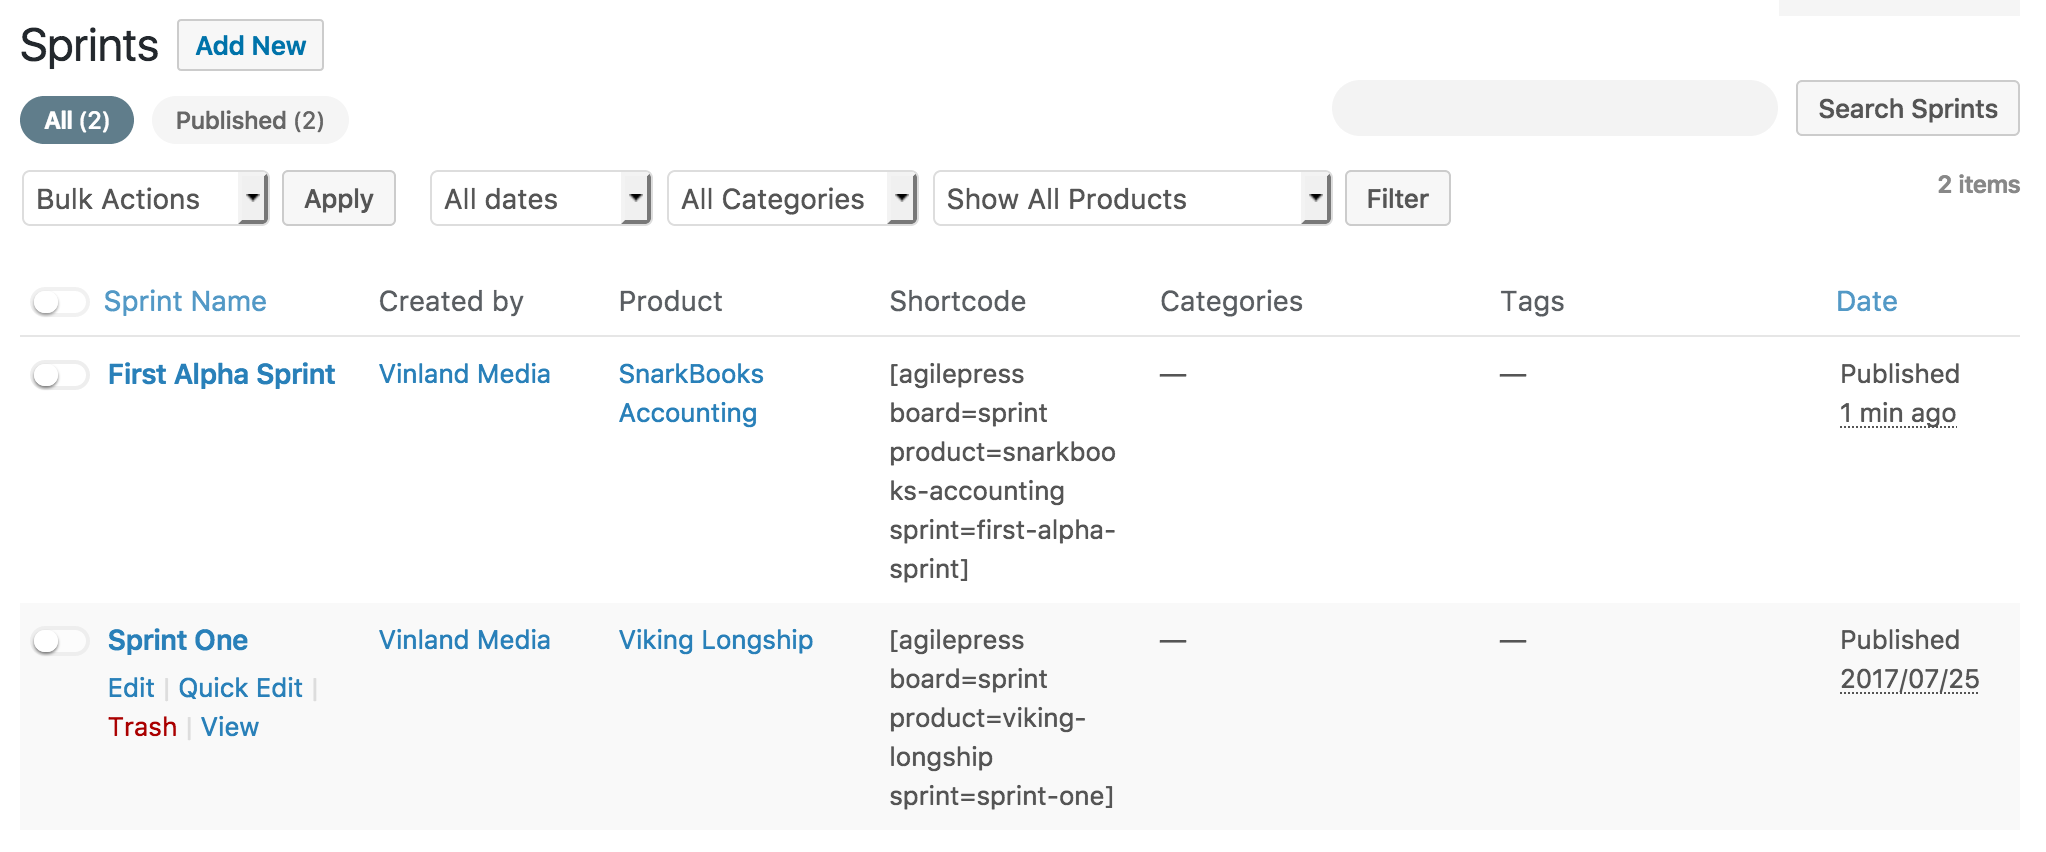 Sprints Add New
All (2) Published (2)
Search Sprints
Bulk Actions Apply All dates All Categories Show All Products Filter
2 items
Sprint Name Created by Product Shortcode Categories Tags Date
First Alpha Sprint Vinland Media SnarkBooks [agilepress — — Published
Accounting board=sprint 1 min ago
product=snarkboo
ks-accounting
sprint=first-alpha-
sprint]
Sprint One Vinland Media Viking Longship [agilepress — — Published
Edit | Quick Edit | board=sprint 2017/07/25
Trash | View product=viking-
longship
sprint=sprint-one]